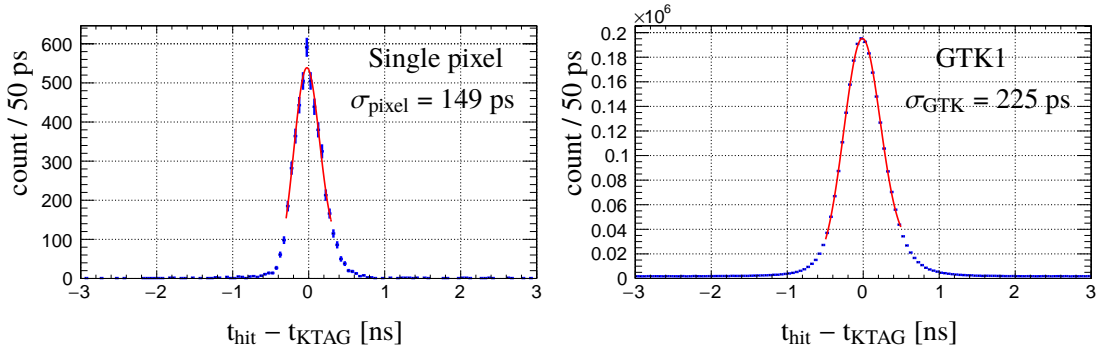 600
500
400
300
200
100
0
count / 50 ps
Single pixel
σpixel = 149 ps
−3 −2 −1 0 1 2 3
thit − tKTAG [ns]
×10⁶
0.2
0.18
0.16
0.14
0.12
0.1
0.08
0.06
0.04
0.02
0
count / 50 ps
GTK1
σGTK = 225 ps
−3 −2 −1 0 1 2 3
thit − tKTAG [ns]